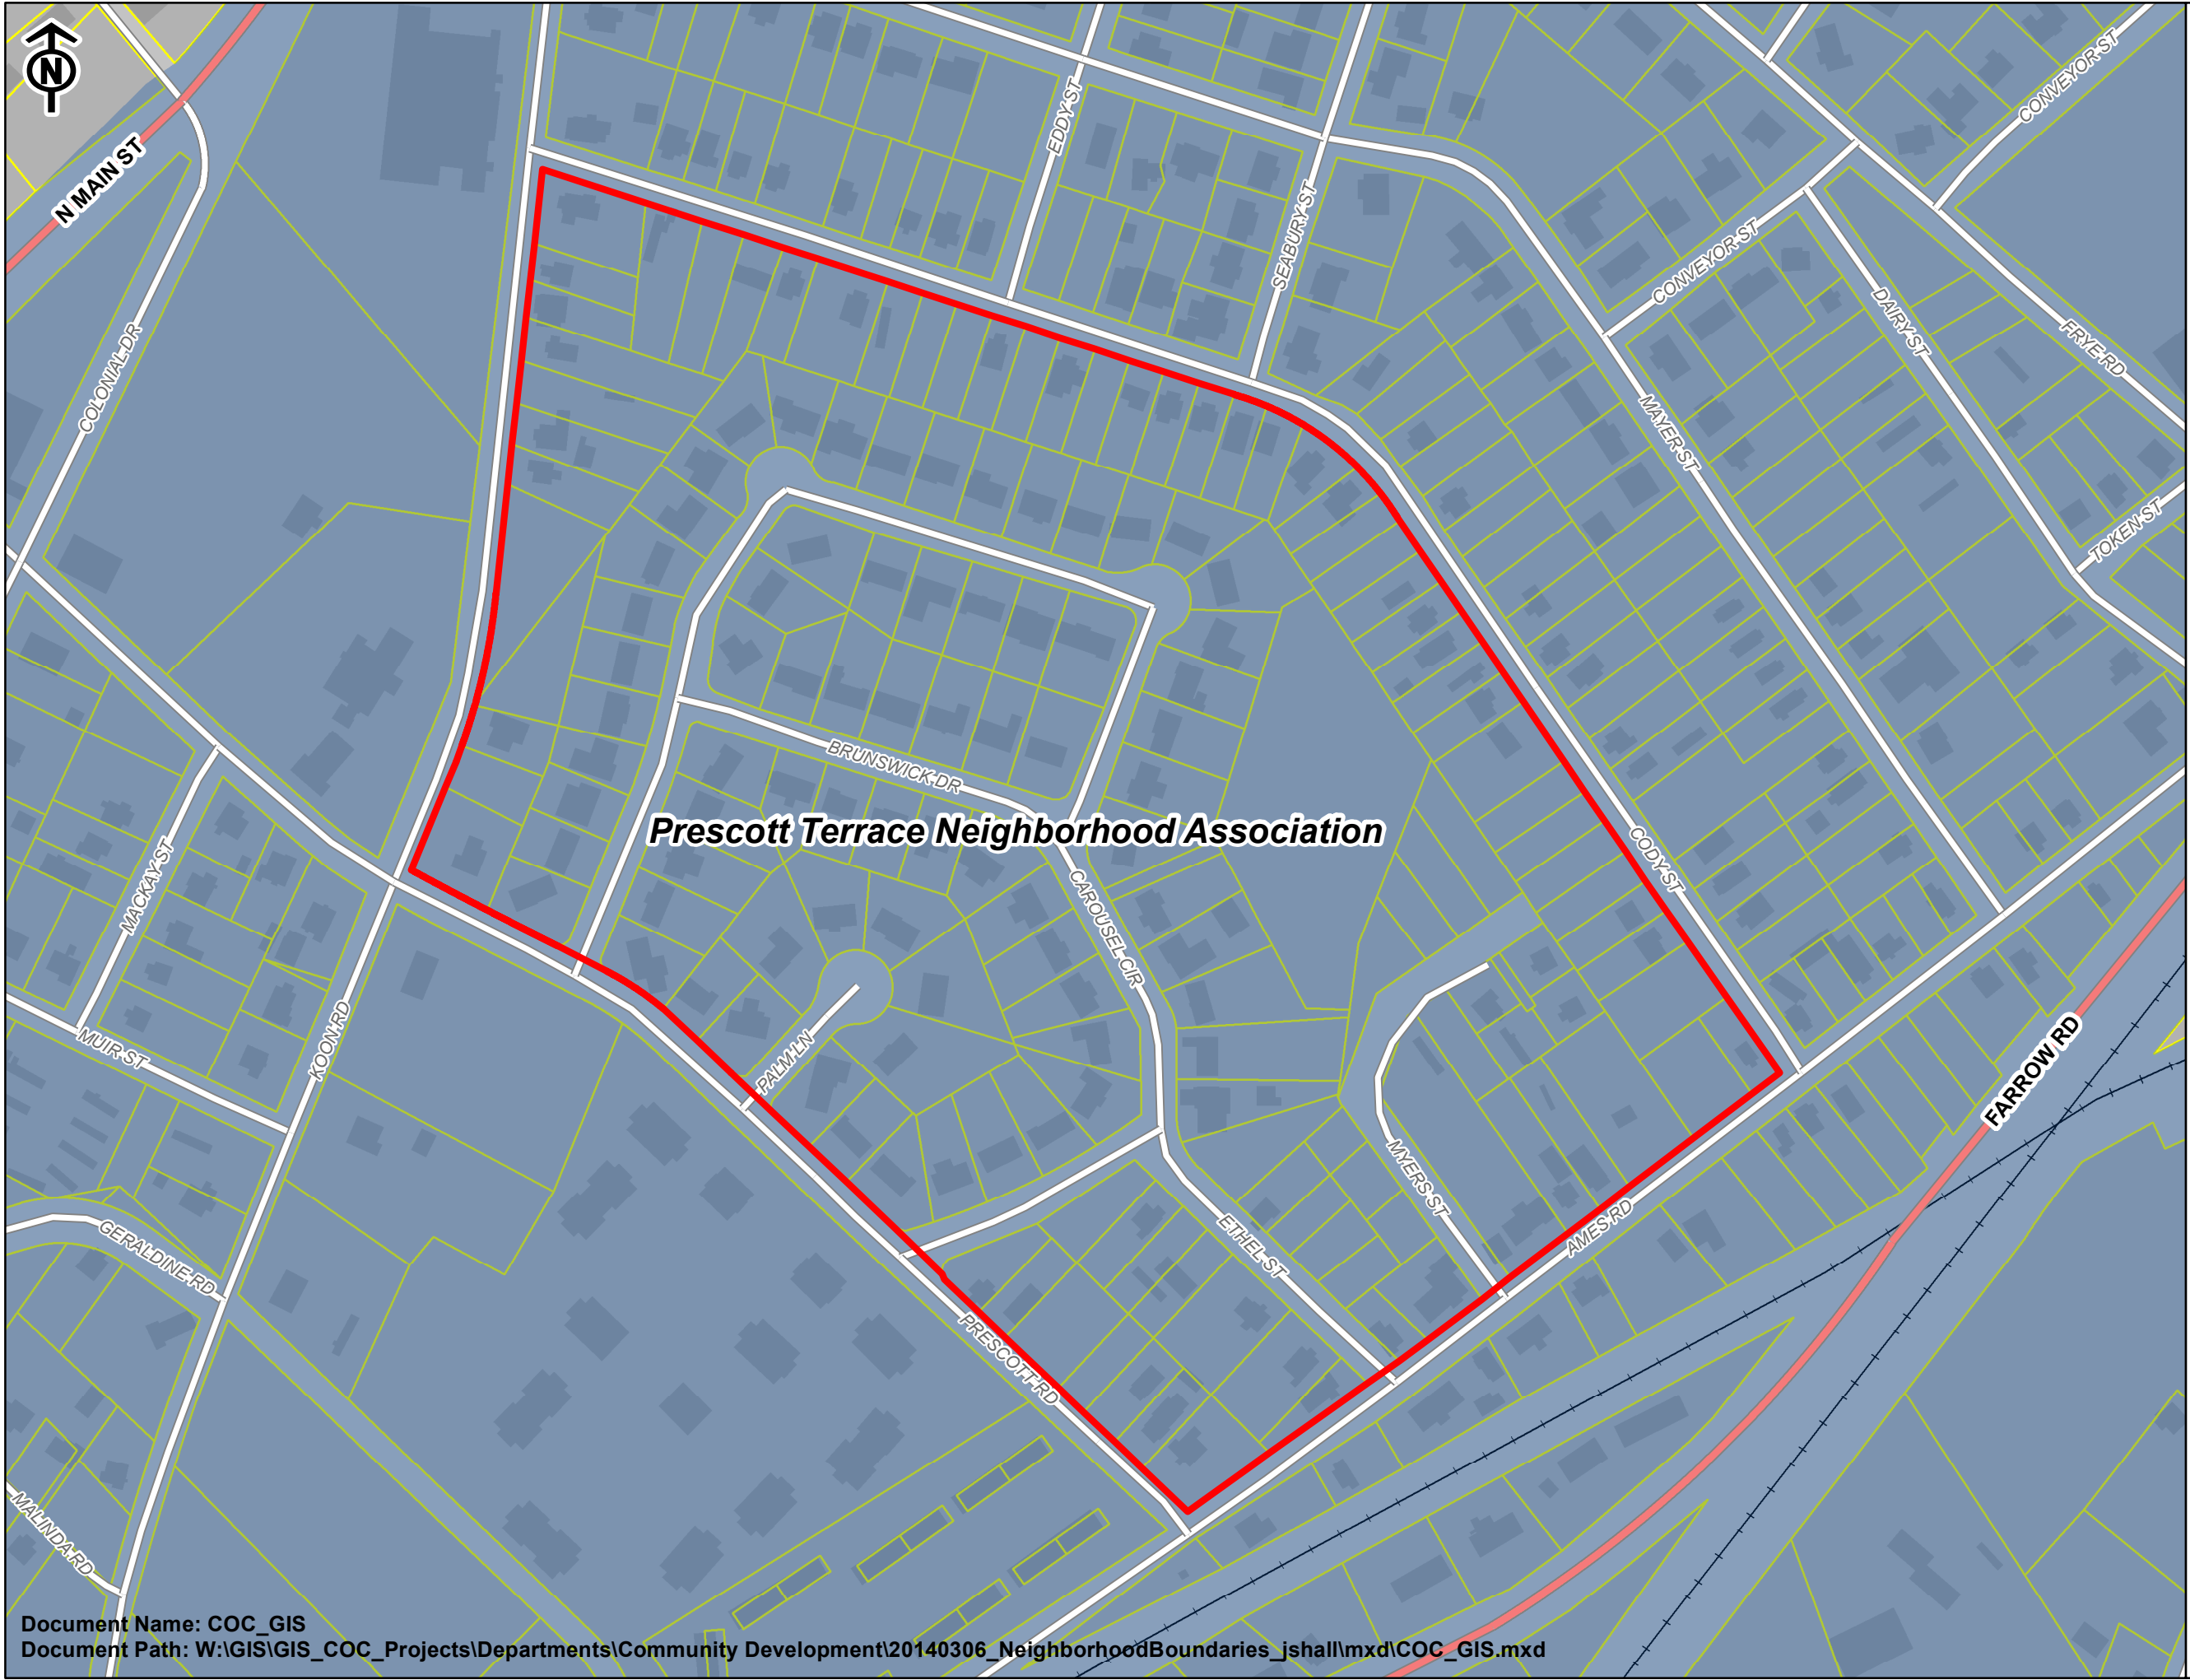 N
N MAIN ST
EDDY ST
CONVEYOR ST
SEABURY ST
CONVEYOR ST
DAIRY ST
FRYE RD
COLONIAL DR
MAYER ST
TOKEN ST
BRUNSWICK DR
Prescott Terrace Neighborhood Association
CODY ST
MACKAY ST
CAROUSEL CIR
KOON RD
MUIR ST
PALM LN
FARROW RD
MYERS ST
AMES RD
ETHEL ST
GERALDINE RD
PRESCOTT RD
MALINDA RD
Document Name: COC_GIS
Document Path: W:\GIS\GIS_COC_Projects\Departments\Community Development\20140306_NeighborhoodBoundaries_jshall\mxd\COC_GIS.mxd